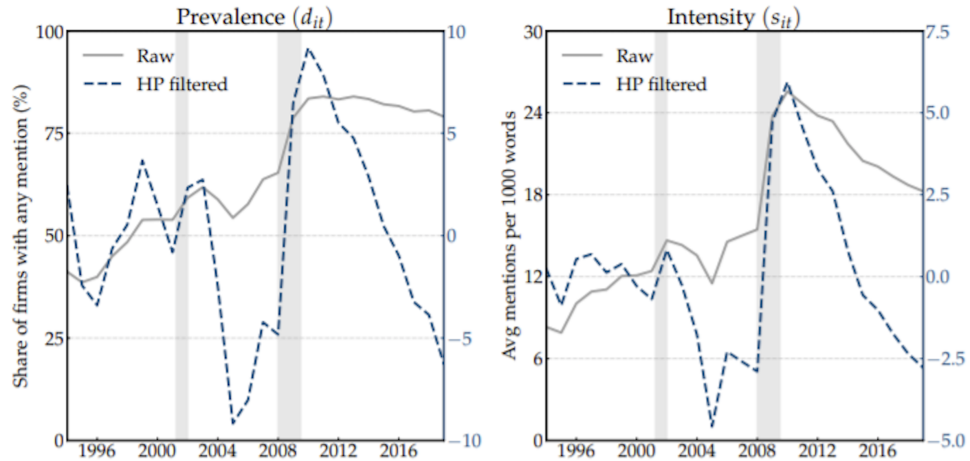 Prevalence (d_it)
Raw
HP filtered
Share of firms with any mention (%)
100
75
50
25
0
10
5
0
−5
−10
1996 2000 2004 2008 2012 2016
Intensity (s_it)
Raw
HP filtered
Avg mentions per 1000 words
30
24
18
12
6
0
7.5
5.0
2.5
0.0
−2.5
−5.0
1996 2000 2004 2008 2012 2016